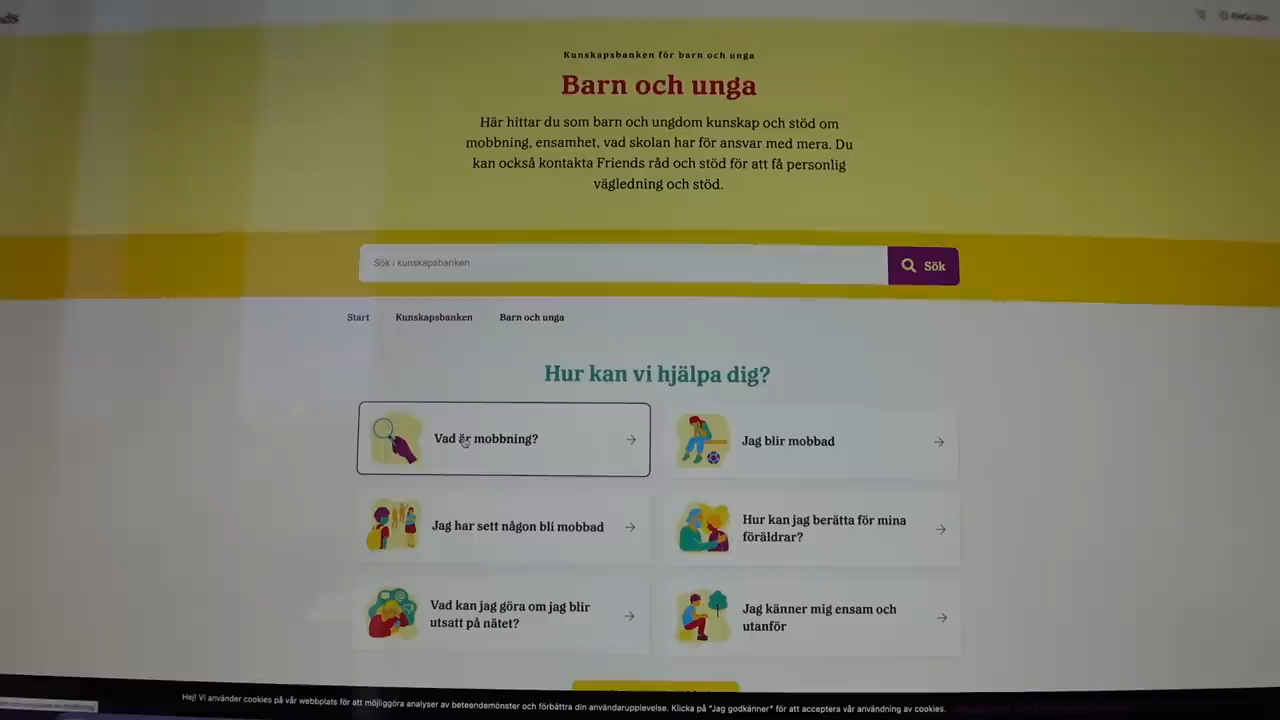 Kunskapsbanken för barn och unga
Barn och unga
Här hittar du som barn och ungdom kunskap och stöd om
mobbning, ensamhet, vad skolan har för ansvar med mera. Du
kan också kontakta Friends råd och stöd för att få personlig
vägledning och stöd.
Sök i kunskapsbanken
Sök
Start
Kunskapsbanken
Barn och unga
Hur kan vi hjälpa dig?
Vad är mobbning?
Jag blir mobbad
Jag har sett någon bli mobbad
Hur kan jag berätta för mina
föräldrar?
Vad kan jag göra om jag blir
utsatt på nätet?
Jag känner mig ensam och
utanför
Hej! Vi använder cookies på vår webbplats för att möjliggöra analyser av beteendemönster och förbättra din användarupplevelse. Klicka på "Jag godkänner" för att acceptera vår användning av cookies.